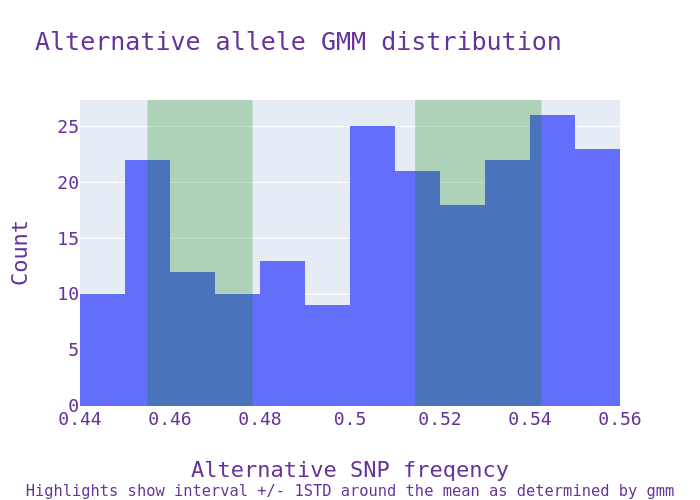 Alternative allele GMM distribution
Count
25
20
15
10
5
0
0.44 0.46 0.48 0.5 0.52 0.54 0.56
Alternative SNP freqency
Highlights show interval +/- 1STD around the mean as determined by gmm